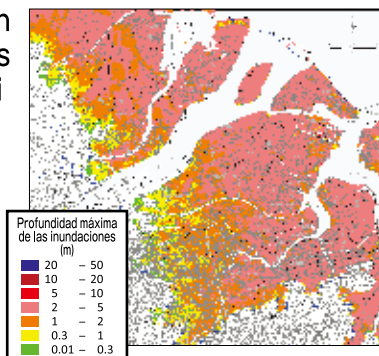 n
s
i
Profundidad máxima
de las inundaciones
(m)
20 – 50
10 – 20
5 – 10
2 – 5
1 – 2
0.3 – 1
0.01 – 0.3